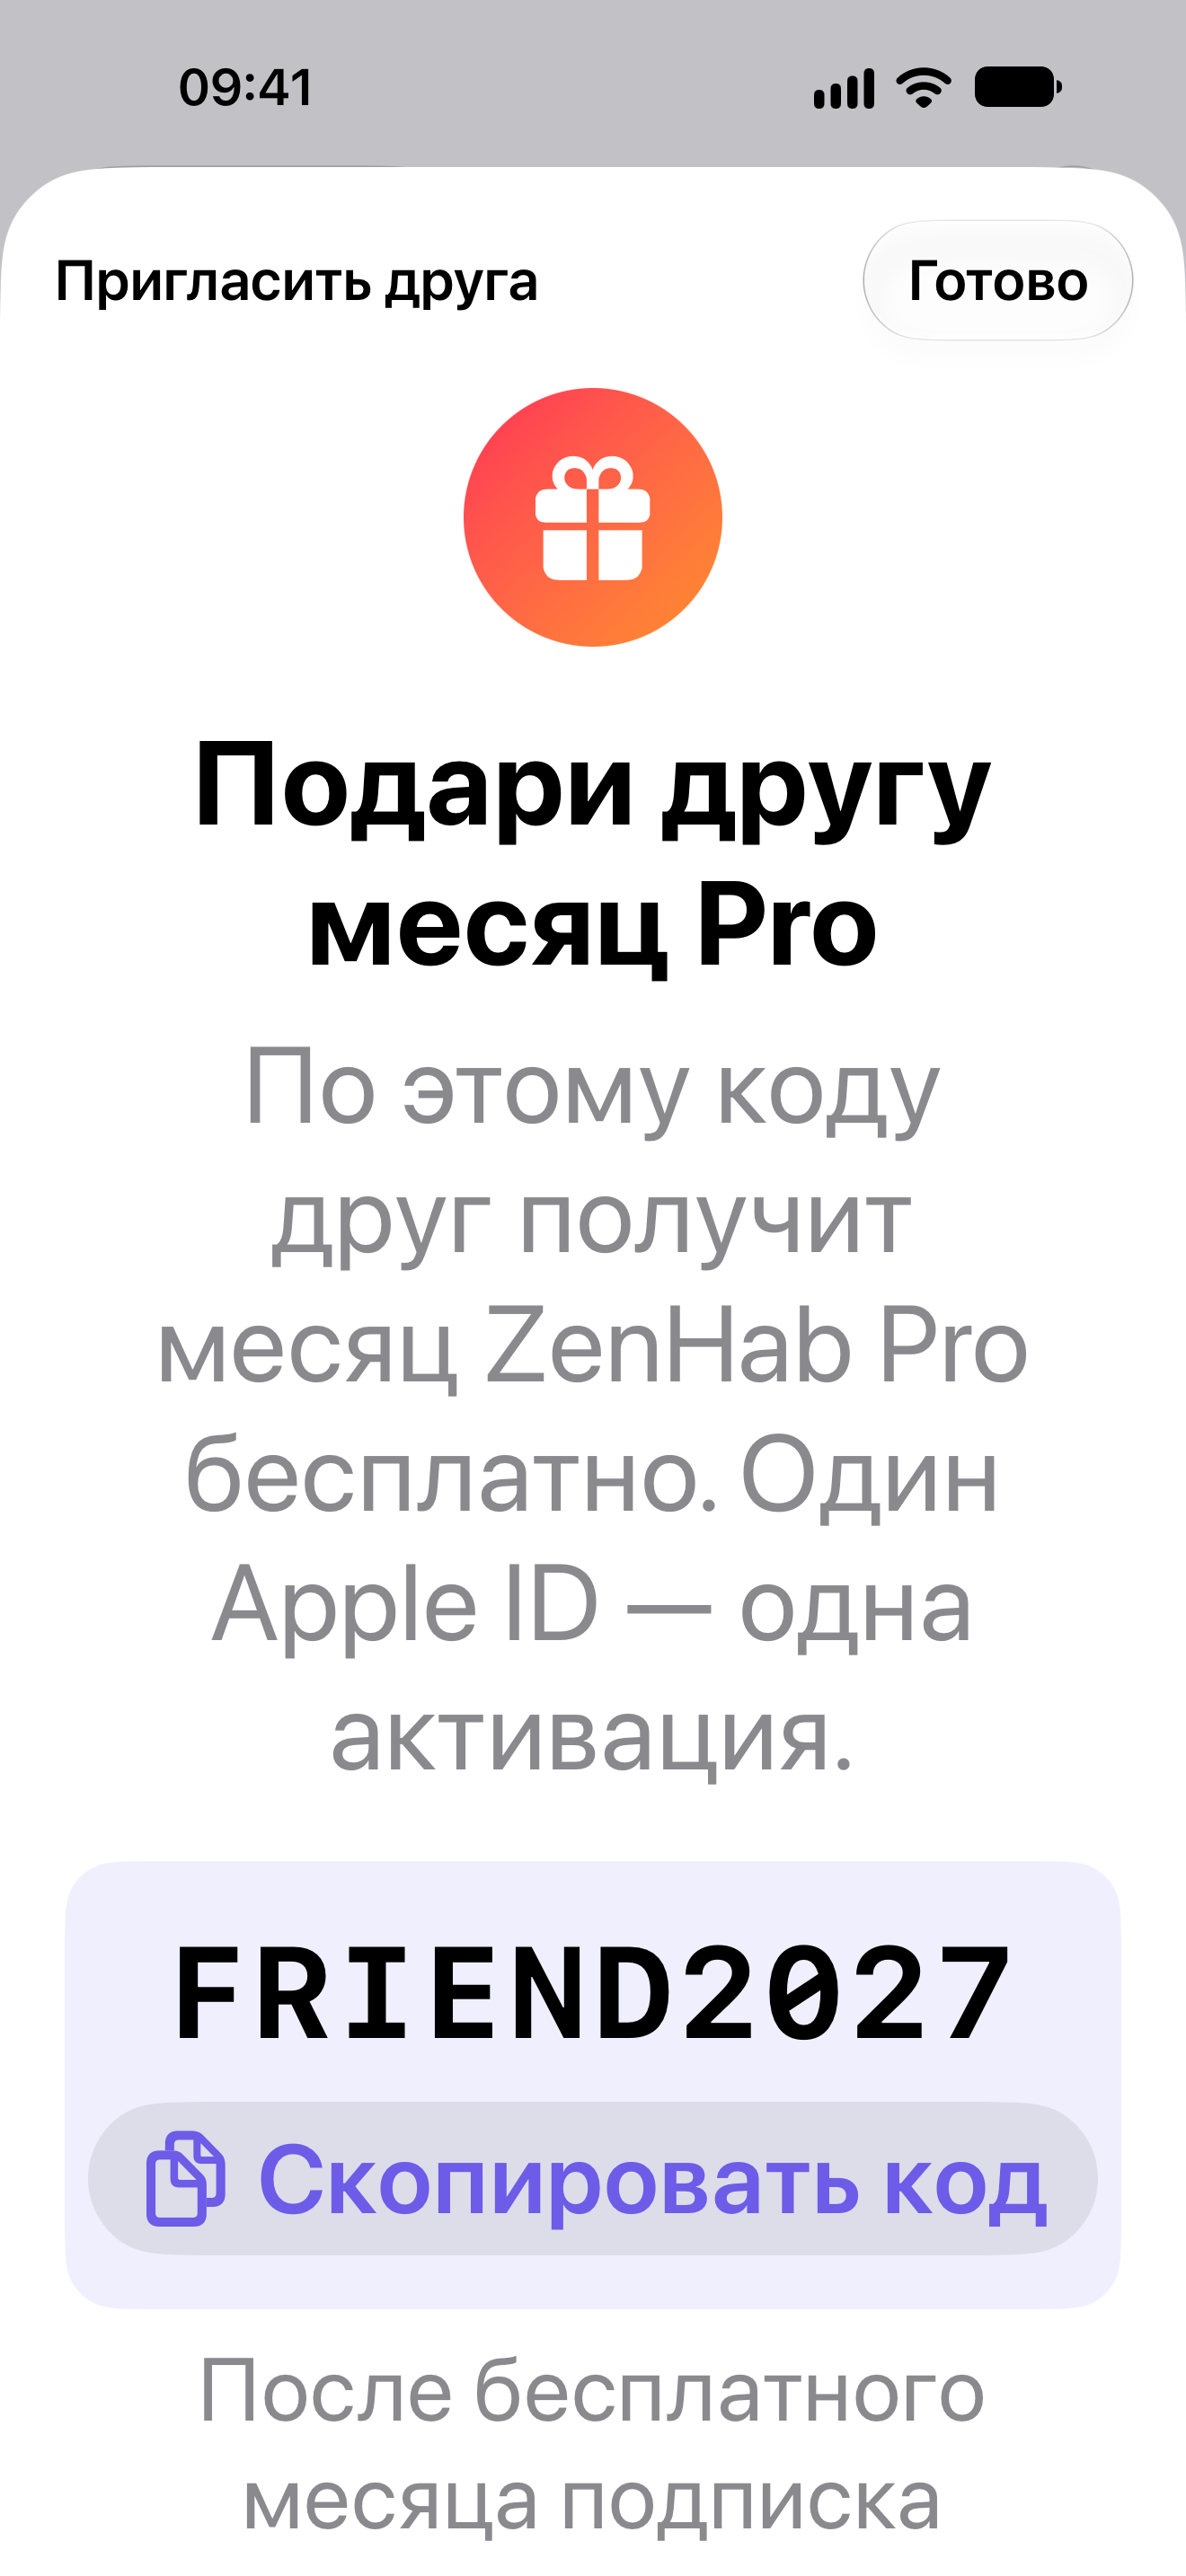 09:41
Пригласить друга
Готово
Подари другу
месяц Pro
По этому коду
друг получит
месяц ZenHab Pro
бесплатно. Один
Apple ID — одна
активация.
FRIEND2027
Скопировать код
После бесплатного
месяца подписка